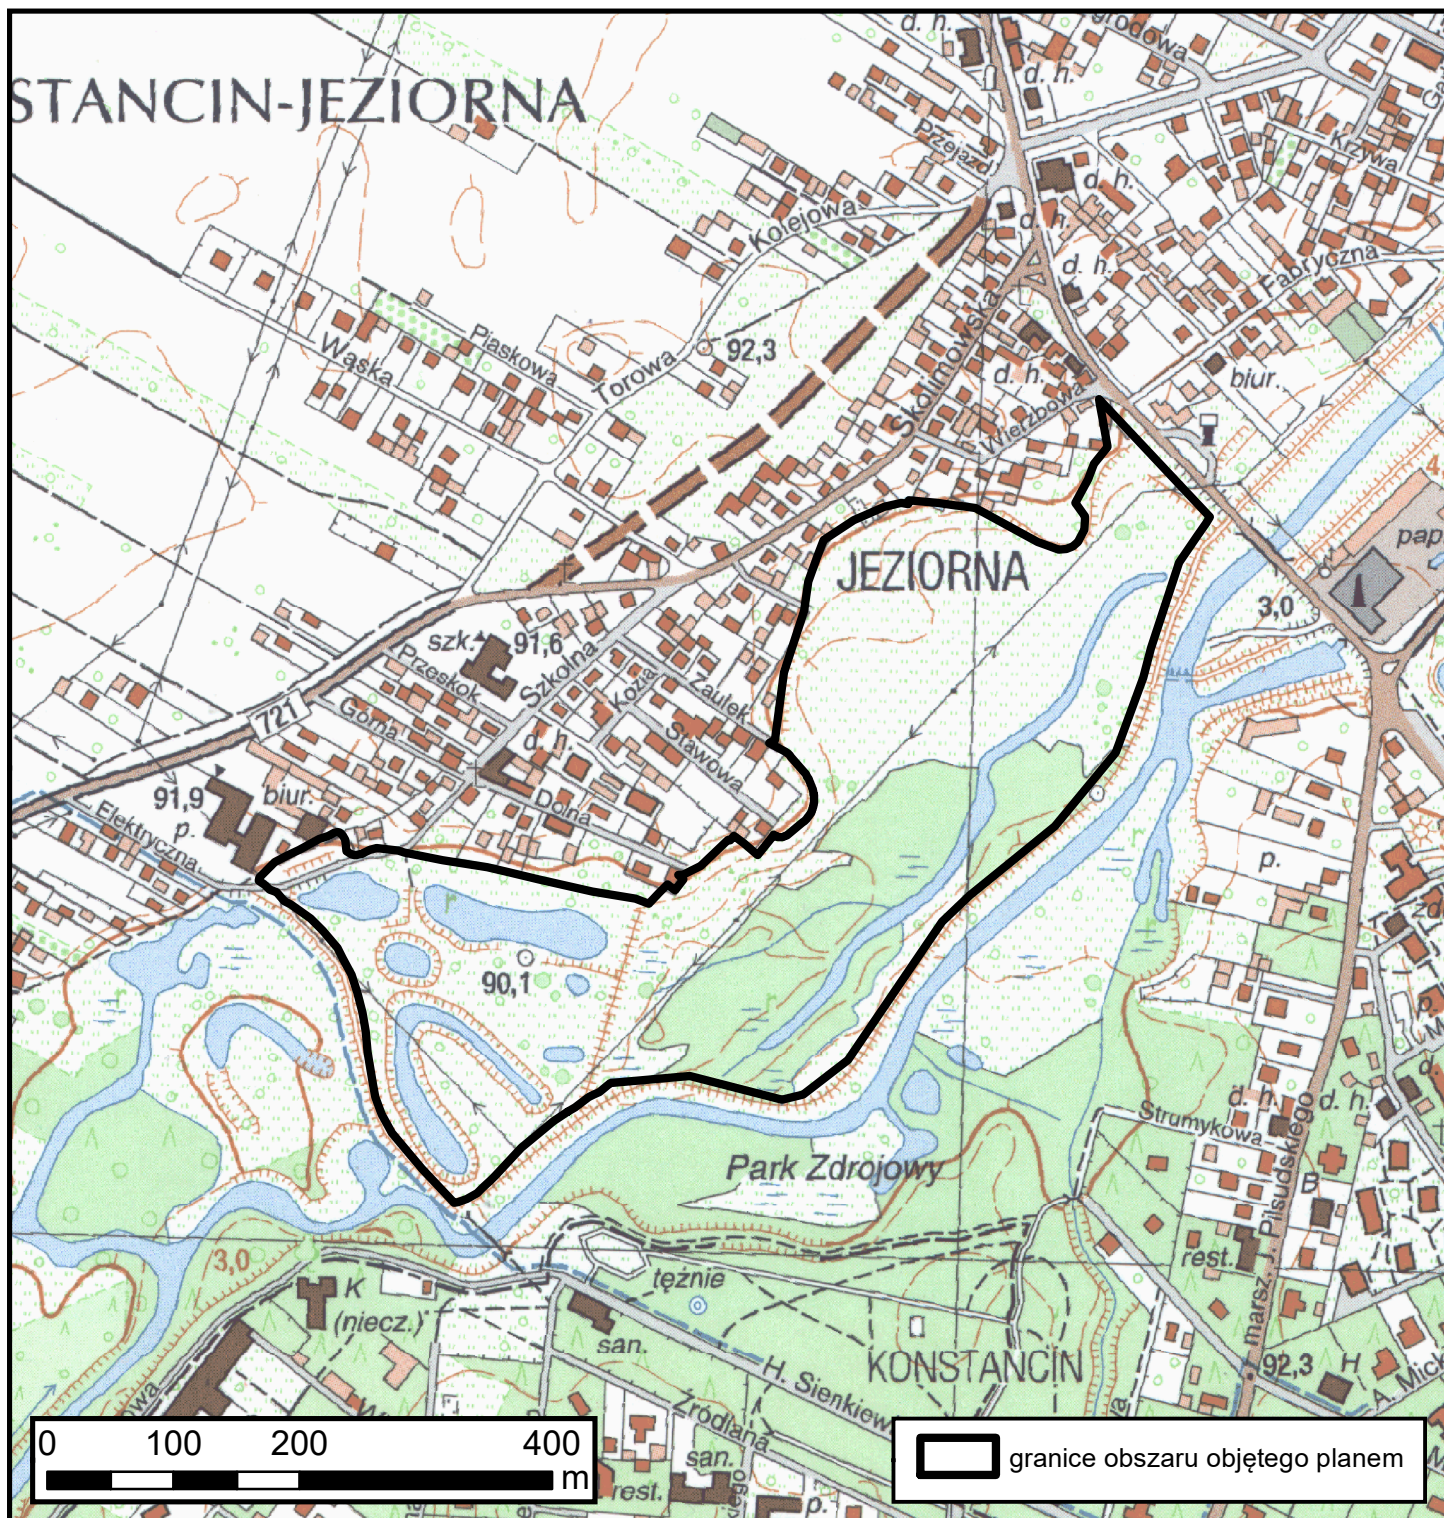 STANCIN-JEZIORNA
d. h.
d. h.
Przejazd
Krzywa
d. h.
Kolejowa
d. h.
d. h.
Fabryczna
Piaskowa
Wąska
92,3
Torowa
Skolimowska
d. h.
biur.
Wierzbowa
JEZIORNA
pap
3,0
szk.
91,6
Przeskok
Szkolna
Kozia
Zaułek
Górna
721
Stawowa
d. h.
91,9
biur.
p.
Dolna
Elektryczna
r
p.
r
r
90,1
r
r
d. h.
d. h.
Strumykowa
Park Zdrojowy
B
marsz. J. Piłsudskiego
rest.
3,0
K
(niecz.)
tężnie
san.
KONSTANCIN
92,3
H
H. Sienkiew
A. Mick
Źródlana
san.
rest.
p.
0 100 200 400
m
granice obszaru objętego planem